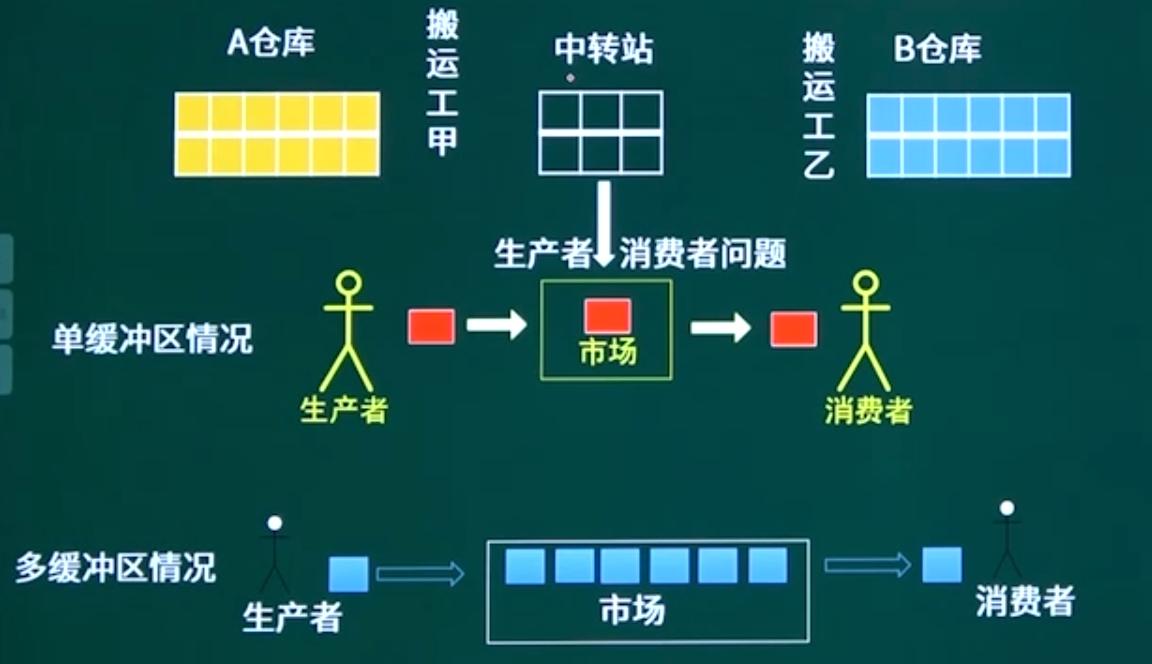 A仓库
搬运工甲
中转站
搬运工乙
B仓库
生产者
消费者问题
单缓冲区情况
市场
生产者
消费者
多缓冲区情况
生产者
市场
消费者